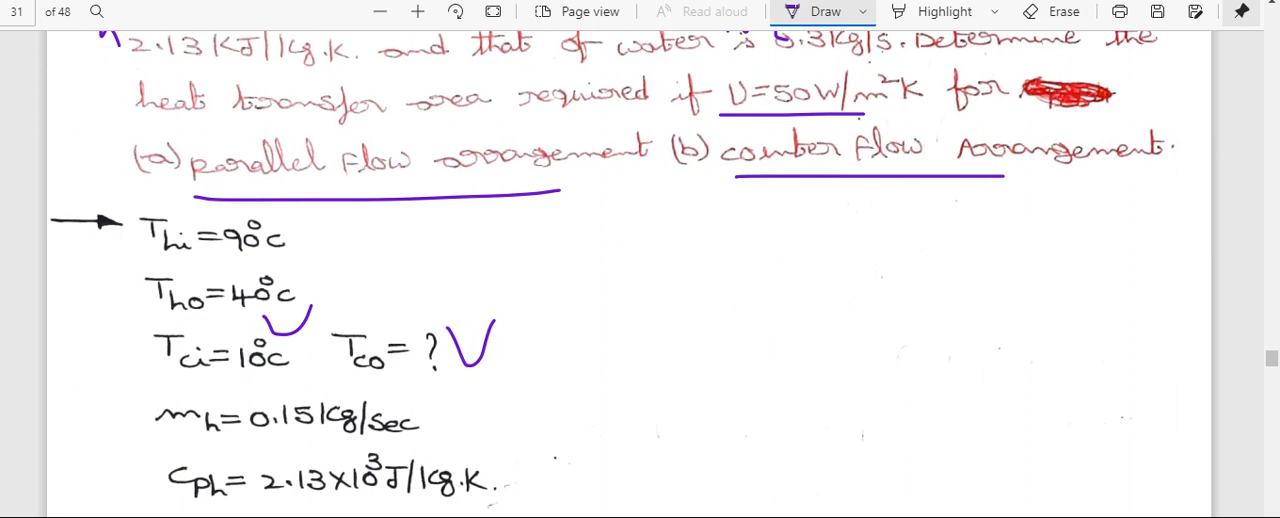 31 of 48 Page view Read aloud Draw Highlight Erase
2.13 KJ/Kg.K. and that of water is 0.3Kg/s. Determine the
heat transfer area required if U=50W/m²K for
(a) parallel flow arrangement (b) counter flow Arrangement.
Thi=90°C
Tho=40°C
Tci=10°C Tco=?
mh=0.15Kg/sec
Cph=2.13×10³J/Kg.K.